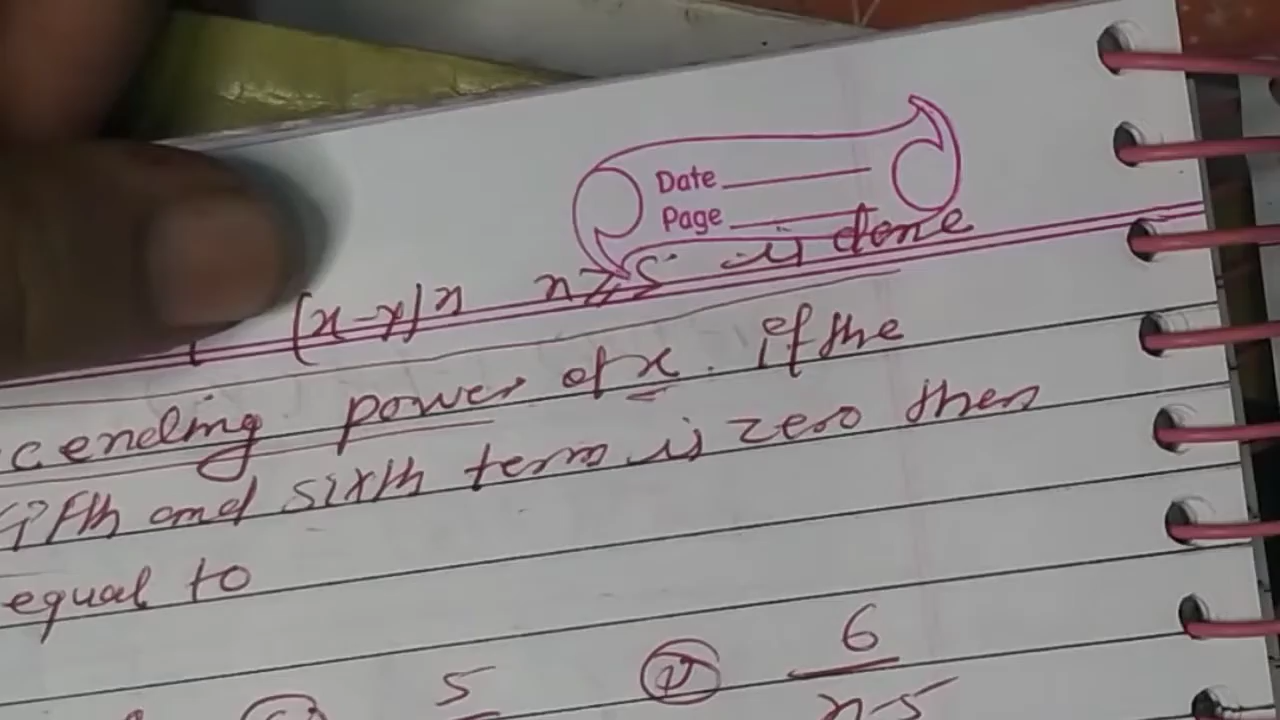 Date
Page
(x-y)n n≥5 is done
cending power of x. if the
fifth and sixth term is zero then
equal to
5
6
n-5